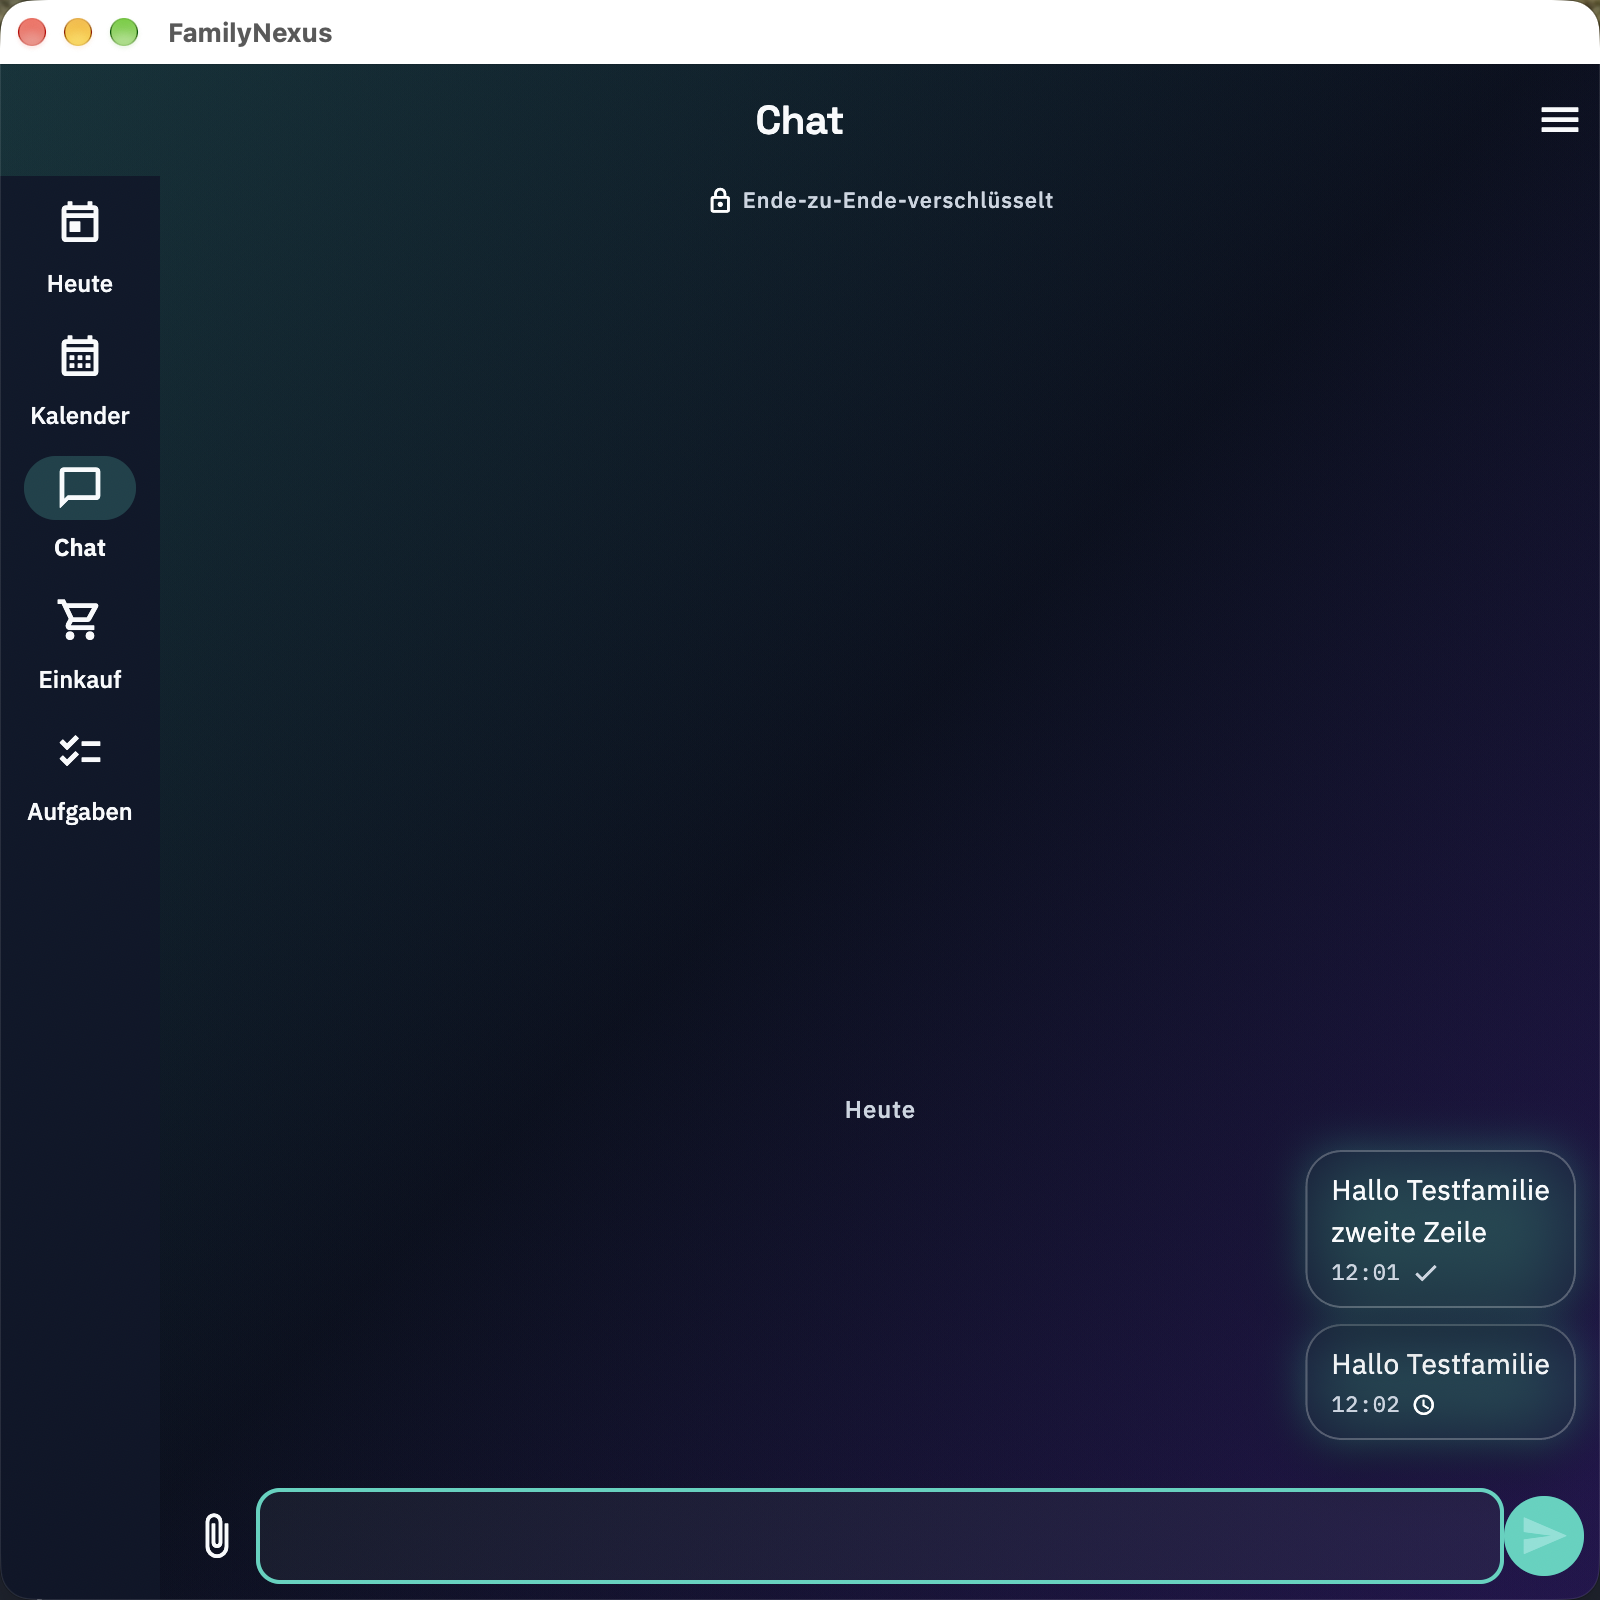 FamilyNexus
Chat
Ende-zu-Ende-verschlüsselt
Heute
Kalender
Chat
Einkauf
Aufgaben
Heute
Hallo Testfamilie
zweite Zeile
12:01
Hallo Testfamilie
12:02